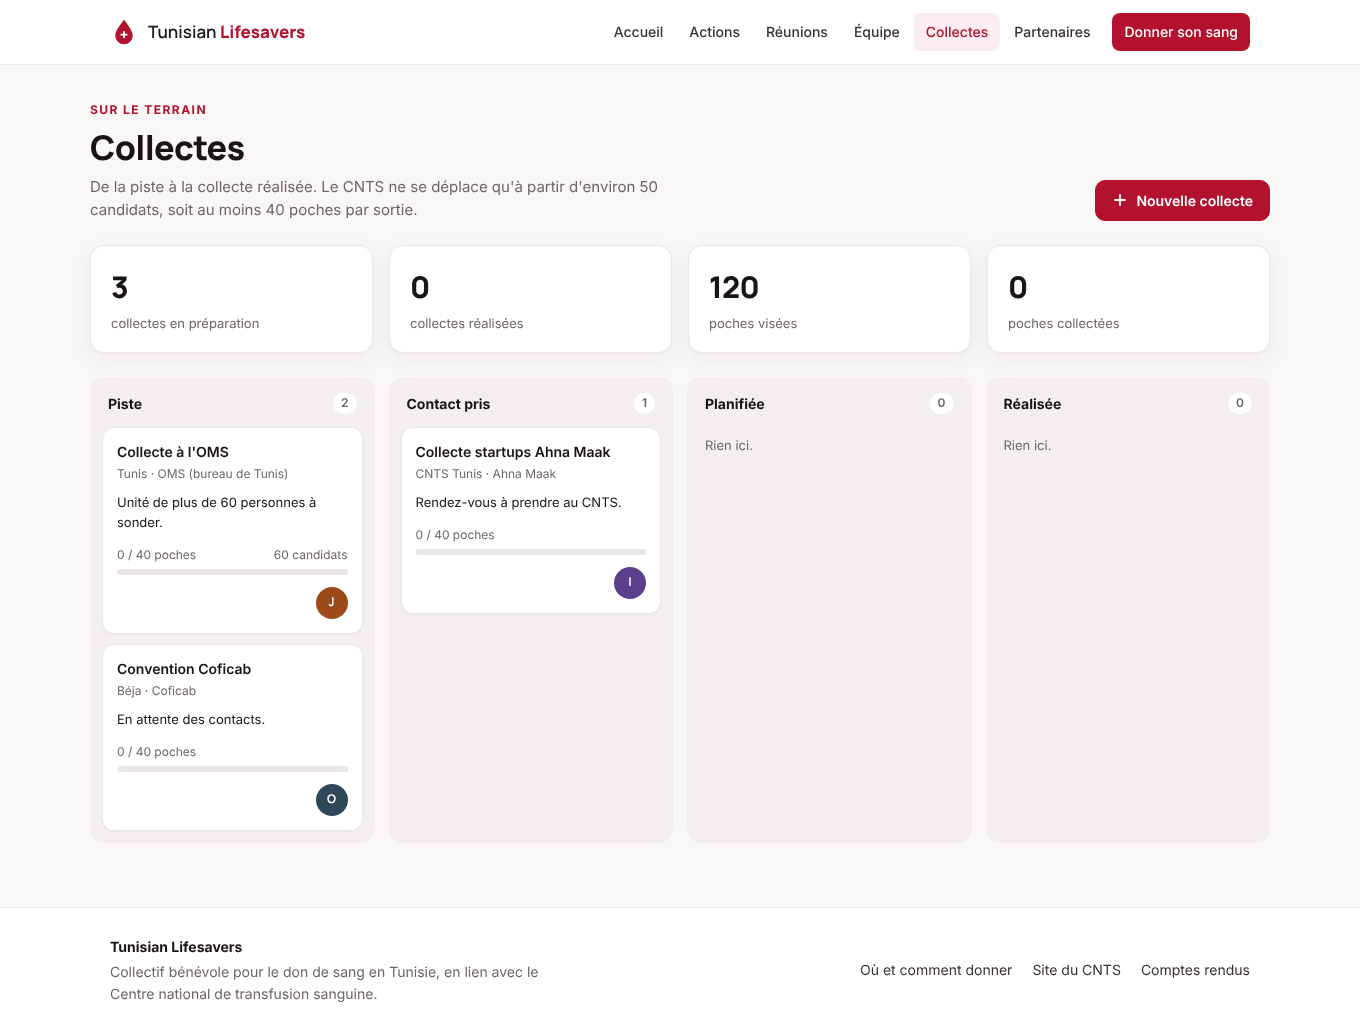 Tunisian Lifesavers
Accueil
Actions
Réunions
Équipe
Collectes
Partenaires
Donner son sang
SUR LE TERRAIN
Collectes
De la piste à la collecte réalisée. Le CNTS ne se déplace qu'à partir d'environ 50
candidats, soit au moins 40 poches par sortie.
+ Nouvelle collecte
3
collectes en préparation
0
collectes réalisées
120
poches visées
0
poches collectées
Piste 2
Collecte à l'OMS
Tunis · OMS (bureau de Tunis)
Unité de plus de 60 personnes à
sonder.
0 / 40 poches 60 candidats
J
Convention Coficab
Béja · Coficab
En attente des contacts.
0 / 40 poches
O
Contact pris 1
Collecte startups Ahna Maak
CNTS Tunis · Ahna Maak
Rendez-vous à prendre au CNTS.
0 / 40 poches
I
Planifiée 0
Rien ici.
Réalisée 0
Rien ici.
Tunisian Lifesavers
Collectif bénévole pour le don de sang en Tunisie, en lien avec le
Centre national de transfusion sanguine.
Où et comment donner
Site du CNTS
Comptes rendus